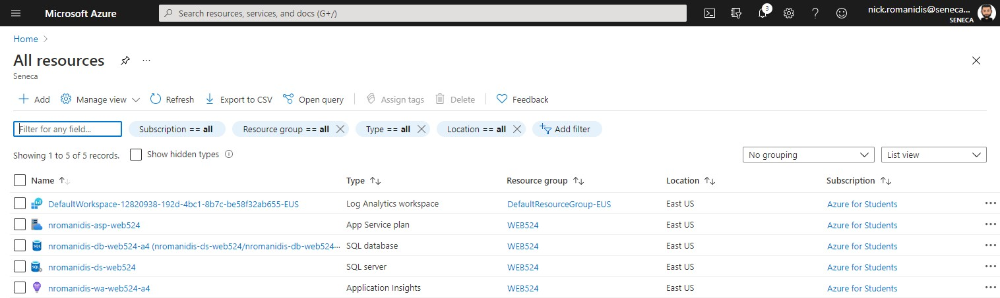 Microsoft Azure Search resources, services, and docs (G+/) 3 nick.romanidis@seneca...
SENECA
Home >
All resources ...
Seneca
Add Manage view Refresh Export to CSV Open query Assign tags Delete Feedback
Filter for any field... Subscription == all Resource group == all Type == all Location == all Add filter
Showing 1 to 5 of 5 records. Show hidden types No grouping List view
Name Type Resource group Location Subscription
DefaultWorkspace-12820938-192d-4bc1-8b7c-be58f32ab655-EUS Log Analytics workspace DefaultResourceGroup-EUS East US Azure for Students ...
nromanidis-asp-web524 App Service plan WEB524 East US Azure for Students ...
nromanidis-db-web524-a4 (nromanidis-ds-web524/nromanidis-db-web524... SQL database WEB524 East US Azure for Students ...
nromanidis-ds-web524 SQL server WEB524 East US Azure for Students ...
nromanidis-wa-web524-a4 Application Insights WEB524 East US Azure for Students ...